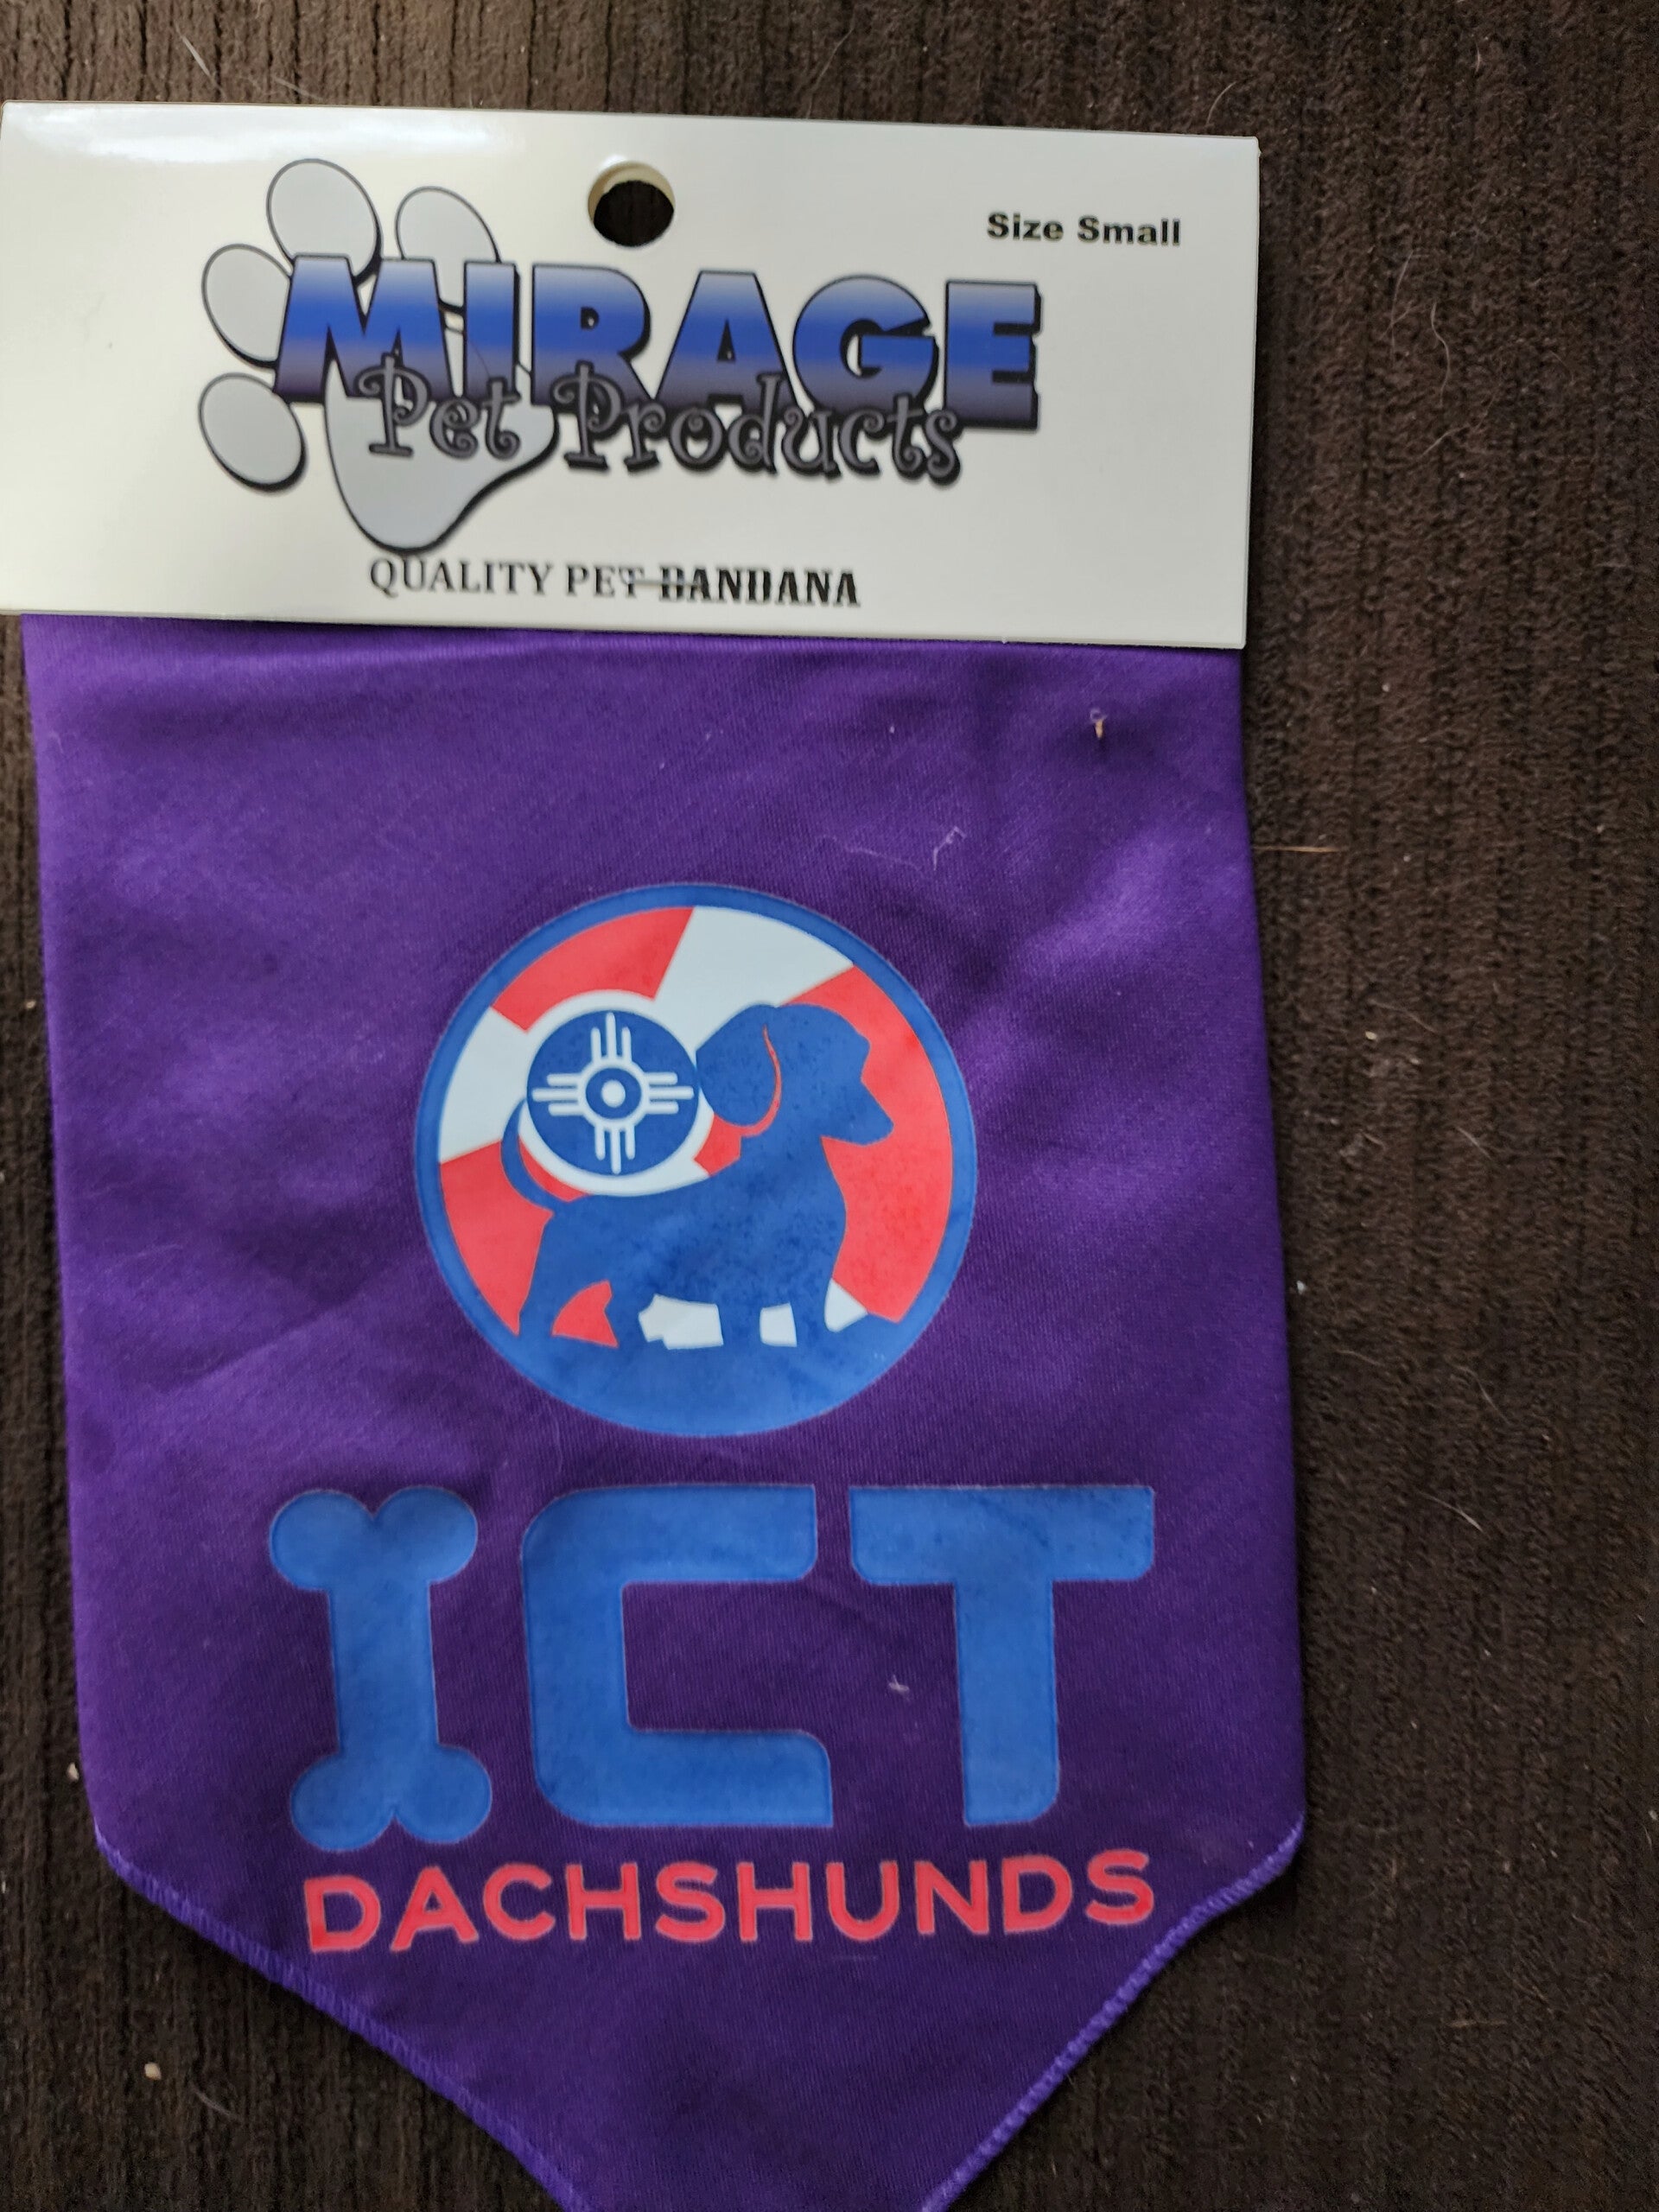 Size Small
MIRAGE
Pet Products
QUALITY PET BANDANA
ICT
DACHSHUNDS